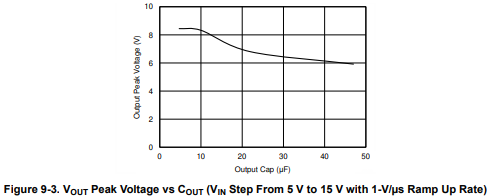 10
8
6
4
2
0
Output Peak Voltage (V)
0 10 20 30 40 50
Output Cap (µF)
Figure 9-3. VOUT Peak Voltage vs COUT (VIN Step From 5 V to 15 V with 1-V/µs Ramp Up Rate)